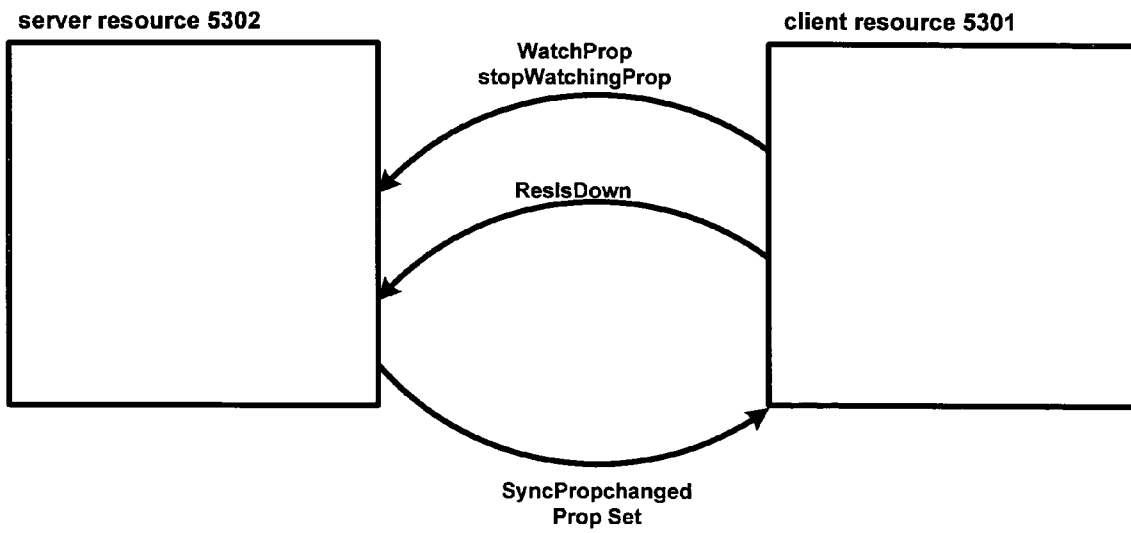 server resource 5302
client resource 5301
WatchProp
stopWatchingProp
ResIsDown
SyncPropchanged
Prop Set